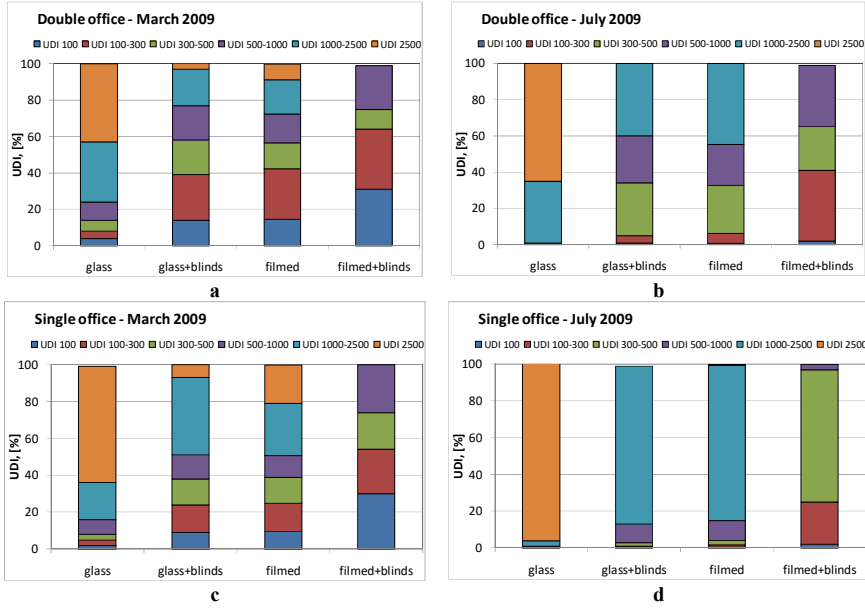 Double office - March 2009
UDI 100 UDI 100-300 UDI 300-500 UDI 500-1000 UDI 1000-2500 UDI 2500
UDI, [%]
100
80
60
40
20
0
glass glass+blinds filmed filmed+blinds
a
Double office - July 2009
UDI 100 UDI 100-300 UDI 300-500 UDI 500-1000 UDI 1000-2500 UDI 2500
UDI, [%]
100
80
60
40
20
0
glass glass+blinds filmed filmed+blinds
b
Single office - March 2009
UDI 100 UDI 100-300 UDI 300-500 UDI 500-1000 UDI 1000-2500 UDI 2500
UDI, [%]
100
80
60
40
20
0
glass glass+blinds filmed filmed+blinds
c
Single office - July 2009
UDI 100 UDI 100-300 UDI 300-500 UDI 500-1000 UDI 1000-2500 UDI 2500
UDI, [%]
100
80
60
40
20
0
glass glass+blinds filmed filmed+blinds
d